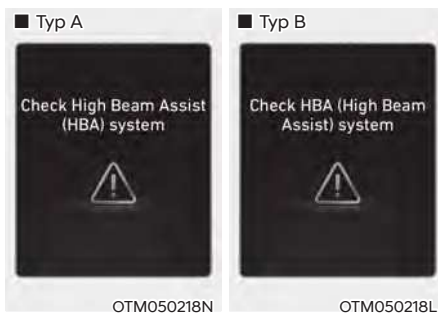 ■ Typ A
Check High Beam Assist
(HBA) system
OTM050218N
■ Typ B
Check HBA (High Beam
Assist) system
OTM050218L